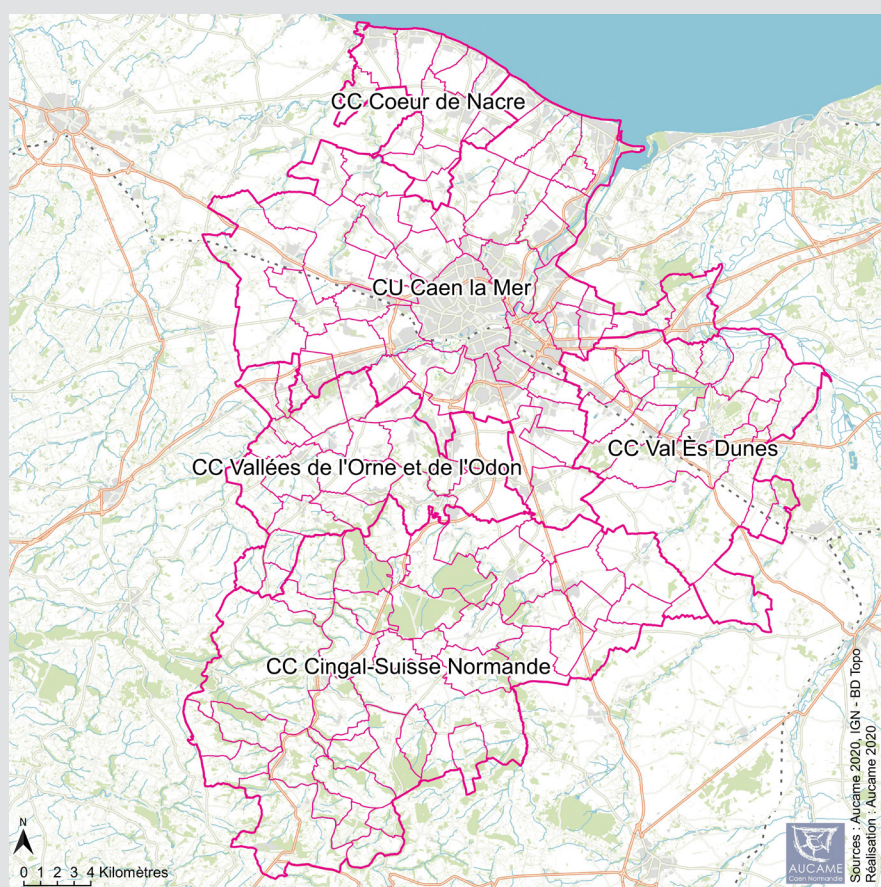 CC Coeur de Nacre
CU Caen la Mer
CC Val Ès Dunes
CC Vallées de l'Orne et de l'Odon
CC Cingal-Suisse Normande
N
0 1 2 3 4 Kilomètres
AUCAME
Caen Normandie
Sources : Aucame 2020, IGN - BD Topo
Réalisation : Aucame 2020